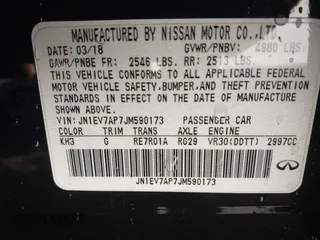 MANUFACTURED BY NISSAN MOTOR CO.,LTD.
DATE: 03/18 GVWR/PNBV: 4980 LBS.
GAWR/PNBE FR: 2546 LBS. RR: 2513 LBS.
THIS VEHICLE CONFORMS TO ALL APPLICABLE FEDERAL
MOTOR VEHICLE SAFETY,BUMPER,AND THEFT PREVENTION
STANDARDS IN EFFECT ON THE DATE OF MANUFACTURE
SHOWN ABOVE.
VIN:JN1EV7AP7JM590173 PASSENGER CAR
COLOR TRIM TRANS AXLE ENGINE
KH3 G RE7R01A RG29 VR30(DDTT) 2997CC
JN1EV7AP7JM590173